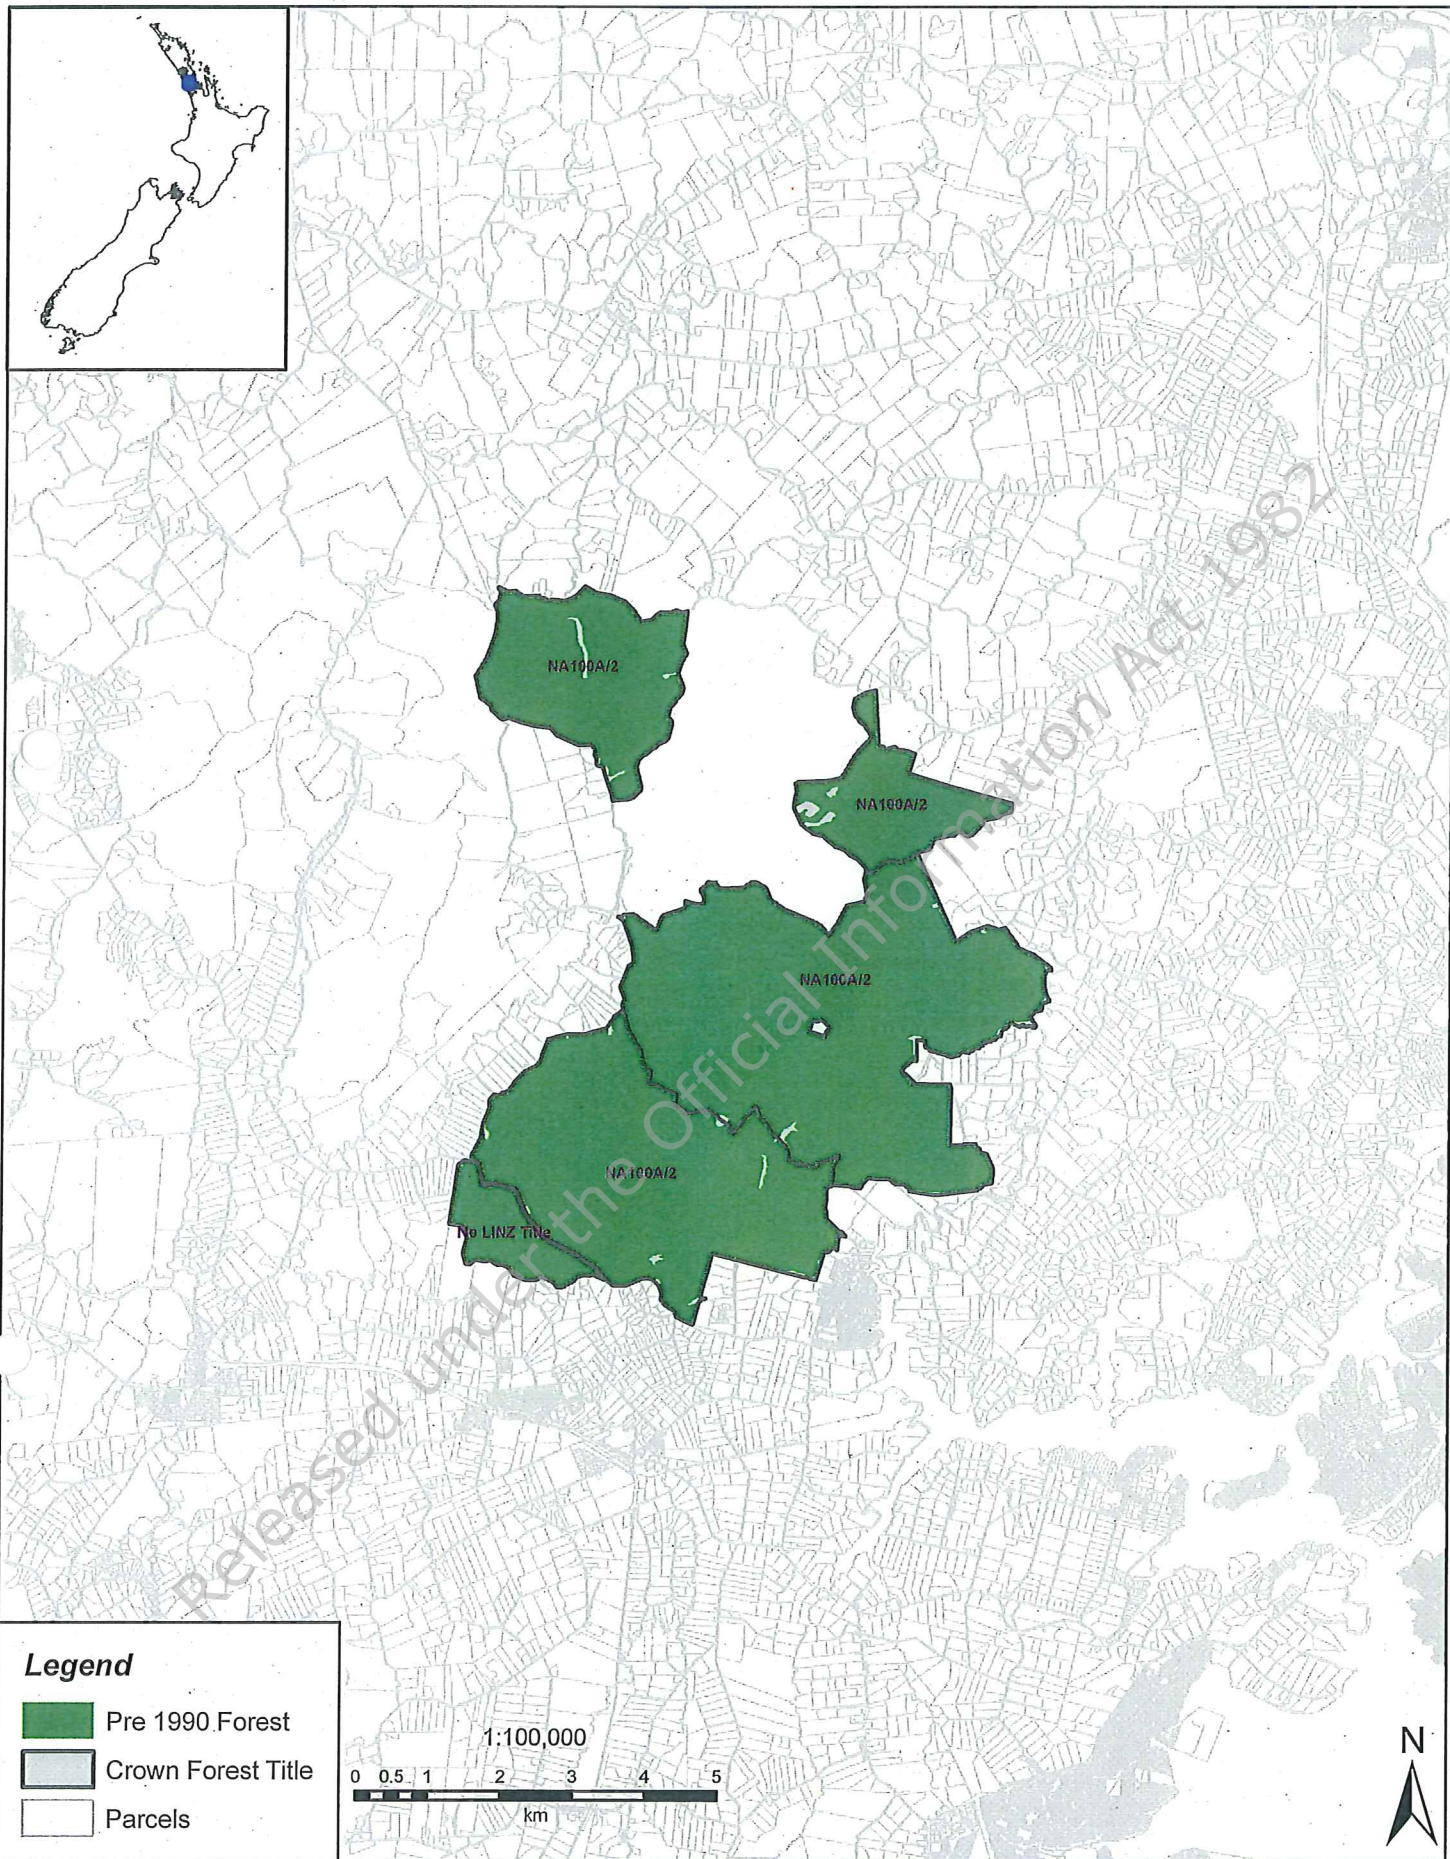 NA100A/2
NA100A/2
NA100A/2
NA100A/2
No LINZ Title
Released under the Official Information Act 1982
Legend
Pre 1990 Forest
Crown Forest Title
Parcels
1:100,000
0 0.5 1 2 3 4 5
km
N